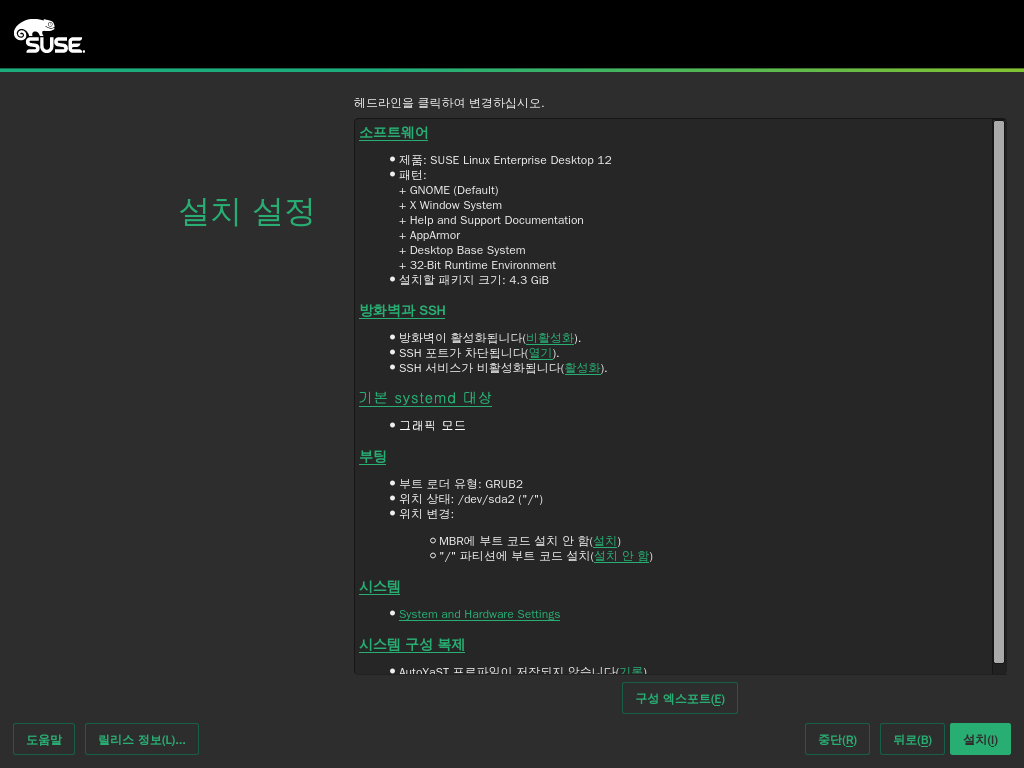 SUSE
헤드라인을 클릭하여 변경하십시오.
설치 설정
소프트웨어
제품: SUSE Linux Enterprise Desktop 12
패턴:
+ GNOME (Default)
+ X Window System
+ Help and Support Documentation
+ AppArmor
+ Desktop Base System
+ 32-Bit Runtime Environment
설치할 패키지 크기: 4.3 GiB
방화벽과 SSH
방화벽이 활성화됩니다(비활성화).
SSH 포트가 차단됩니다(열기).
SSH 서비스가 비활성화됩니다(활성화).
기본 systemd 대상
그래픽 모드
부팅
부트 로더 유형: GRUB2
위치 상태: /dev/sda2 ("/")
위치 변경:
MBR에 부트 코드 설치 안 함(설치)
"/" 파티션에 부트 코드 설치(설치 안 함)
시스템
System and Hardware Settings
시스템 구성 복제
AutoYaST 프로파일이 저장되지 않습니다(기록).
구성 엑스포트(E)
도움말 릴리스 정보(L)... 중단(R) 뒤로(B) 설치(I)